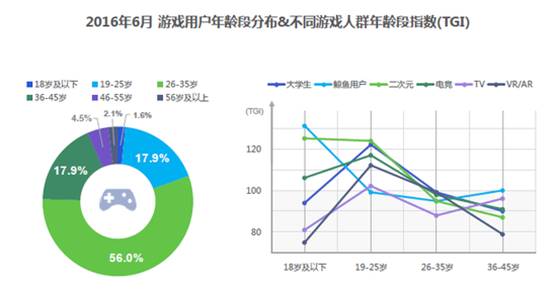 2016年6月 游戏用户年龄段分布&不同游戏人群年龄段指数(TGI)
18岁及以下 19-25岁 26-35岁
36-45岁 46-55岁 56岁及以上
4.5% 2.1% 1.6%
17.9%
17.9%
56.0%
大学生 鲸鱼用户 二次元 电竞 TV VR/AR
(TGI)
120
100
80
18岁及以下 19-25岁 26-35岁 36-45岁